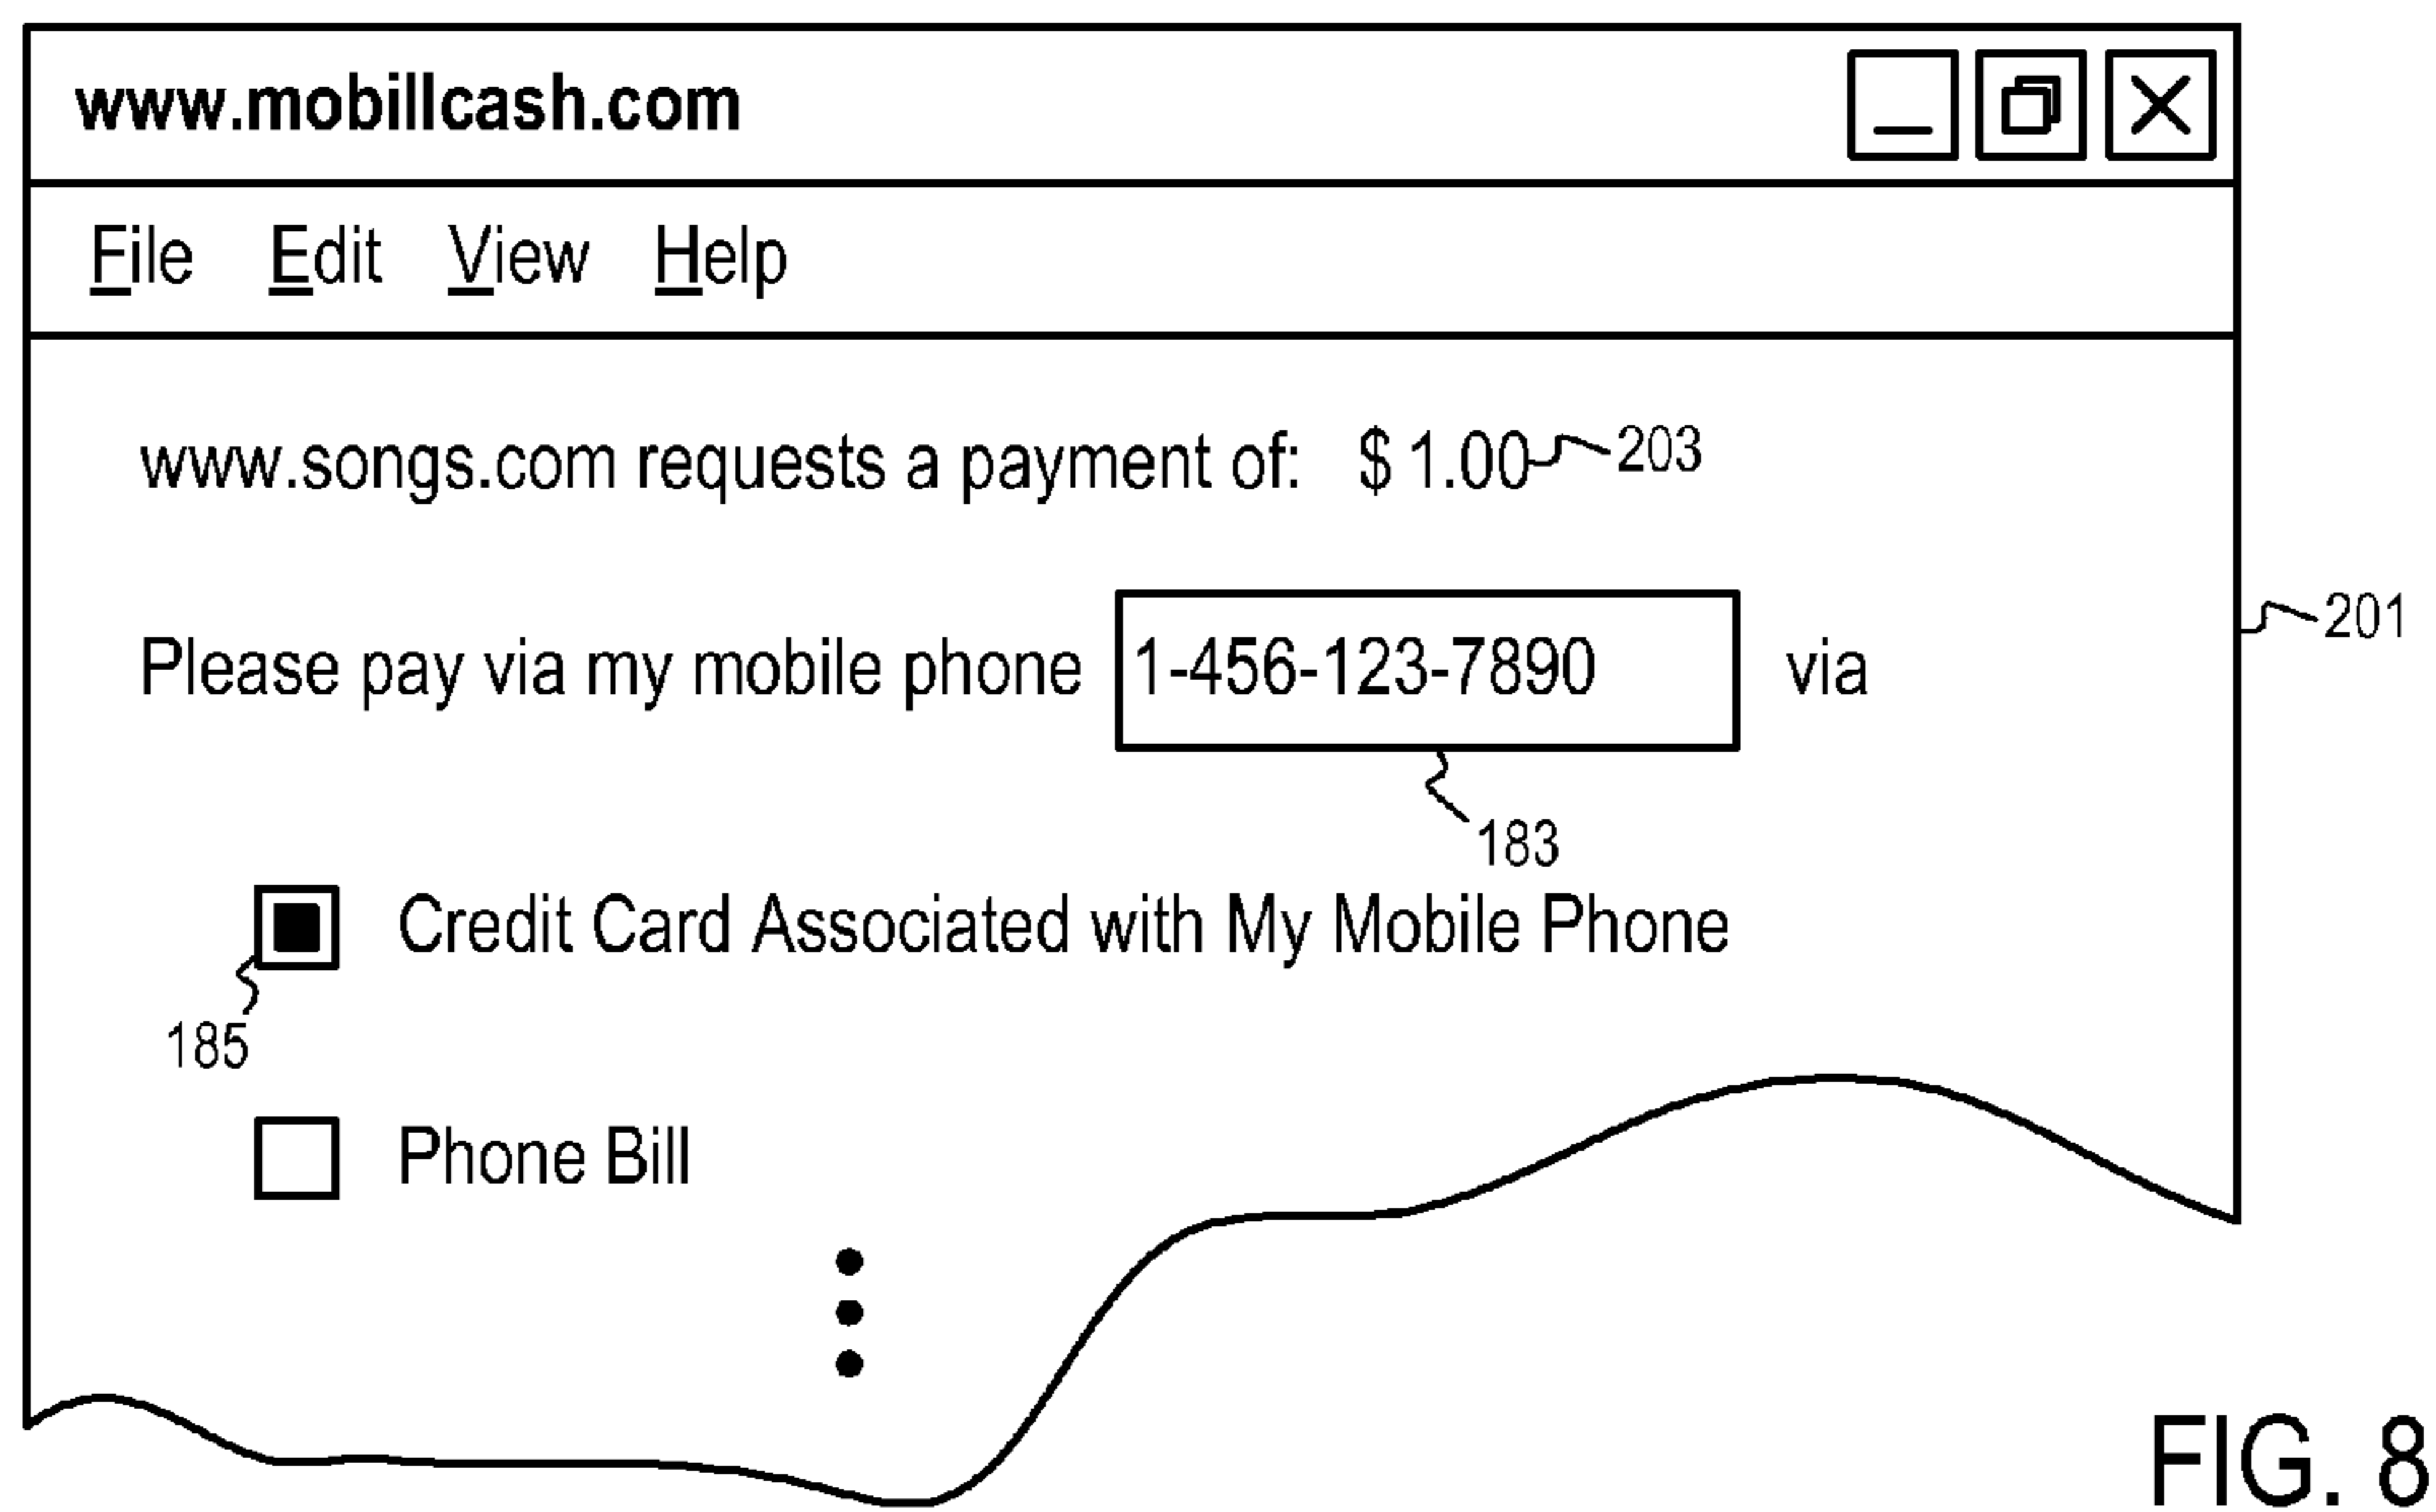 www.mobillcash.com
File Edit View Help
www.songs.com requests a payment of: $ 1.00 203
201
Please pay via my mobile phone 1-456-123-7890 via
183
Credit Card Associated with My Mobile Phone
185
Phone Bill
FIG. 8